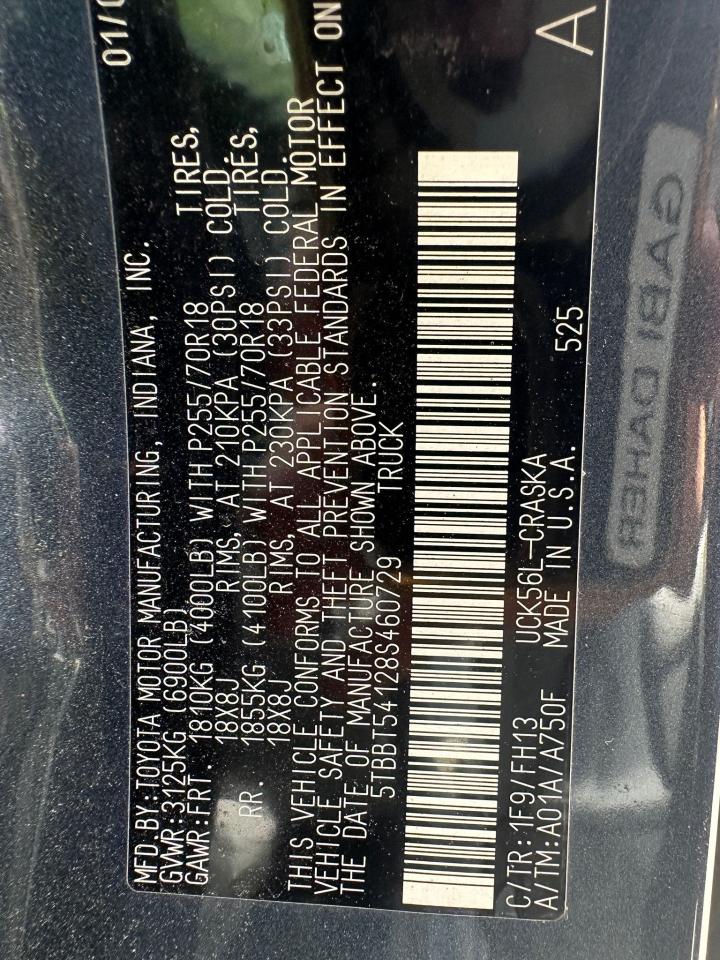 MFD.BY:TOYOTA MOTOR MANUFACTURING, INDIANA, INC. 01/0
GVWR:3125KG (6900LB)
GAWR:FRT. 1810KG (4000LB) WITH P255/70R18 TIRES,
18X8J RIMS, AT 210KPA (30PSI) COLD
RR. 1855KG (4100LB) WITH P255/70R18 TIRES,
18X8J RIMS, AT 230KPA (33PSI) COLD
THIS VEHICLE CONFORMS TO ALL APPLICABLE FEDERAL MOTOR
VEHICLE SAFETY AND THEFT PREVENTION STANDARDS IN EFFECT ON
THE DATE OF MANUFACTURE SHOWN ABOVE.
5TBBT54128S460729 TRUCK
C/TR:1F9/FH13 UCK56L-CRASKA 525 A
A/TM:A01A/A750F MADE IN U.S.A.
GABI DAHER